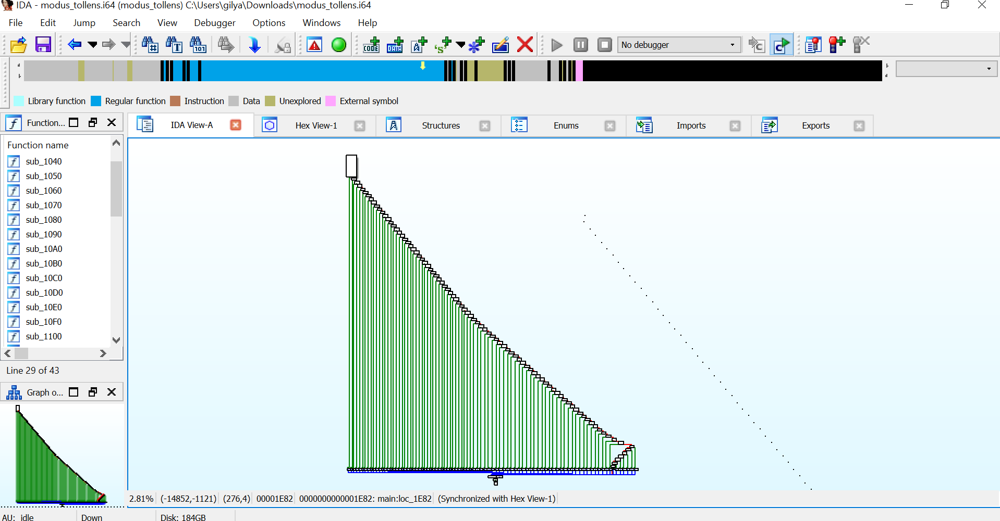 IDA - modus_tollens.i64 (modus_tollens) C:\Users\gilya\Downloads\modus_tollens.i64
File Edit Jump Search View Debugger Options Windows Help
No debugger
Library function Regular function Instruction Data Unexplored External symbol
Function...
IDA View-A Hex View-1 Structures Enums Imports Exports
Function name
sub_1040
sub_1050
sub_1060
sub_1070
sub_1080
sub_1090
sub_10A0
sub_10B0
sub_10C0
sub_10D0
sub_10E0
sub_10F0
sub_1100
Line 29 of 43
Graph o...
2.81% (-14852,-1121) (276,4) 00001E82 0000000000001E82: main:loc_1E82 (Synchronized with Hex View-1)
AU: idle Down Disk: 184GB